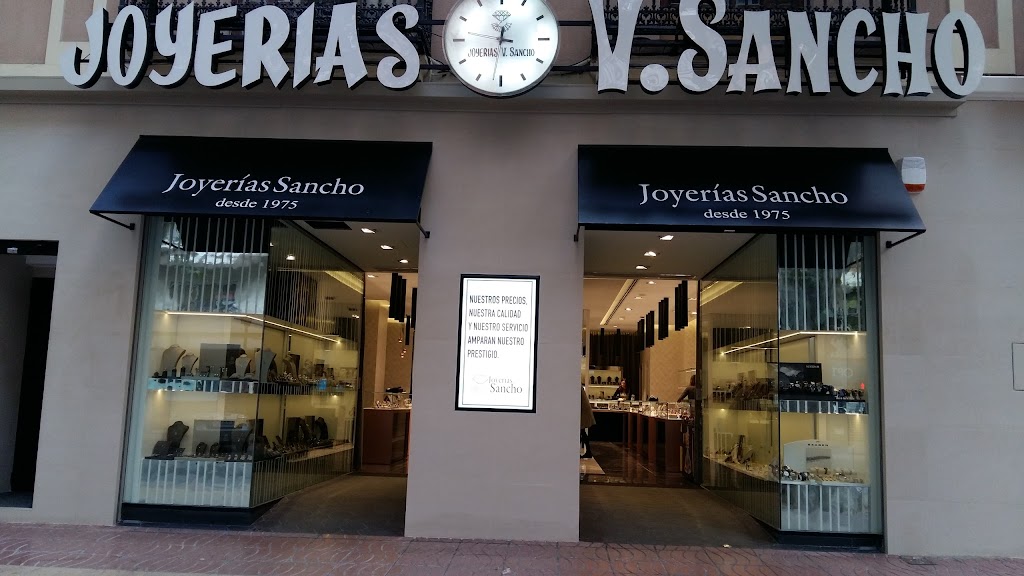 JOYERIAS
JOYERIAS V. SANCHO
V. SANCHO
Joyerías Sancho
desde 1975
Joyerías Sancho
desde 1975
NUESTROS PRECIOS,
NUESTRA CALIDAD
Y NUESTRO SERVICIO
AMPARAN NUESTRO
PRESTIGIO.
Joyerías
Sancho